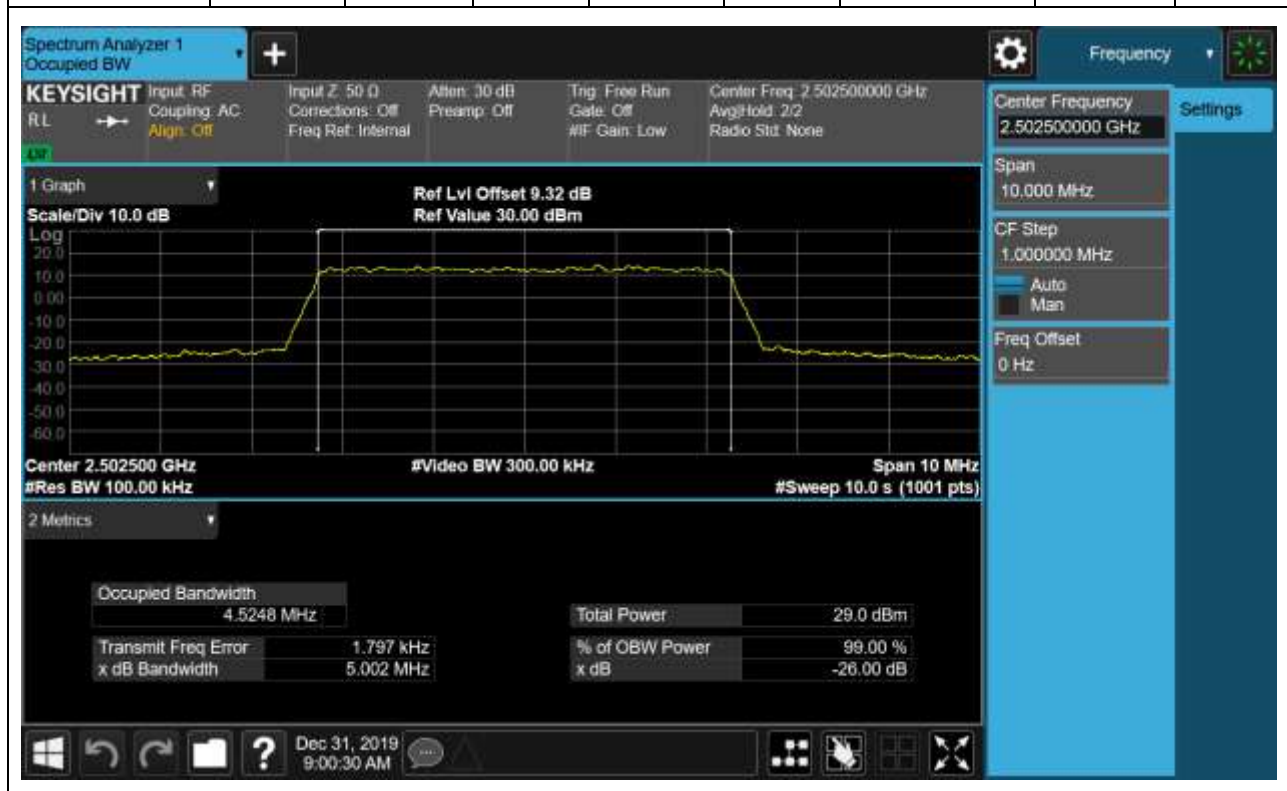 Spectrum Analyzer 1
Occupied BW
Frequency
KEYSIGHT
RL
Input: RF
Coupling: AC
Align: Off
Input Z: 50 Ω
Corrections: Off
Freq Ref: Internal
Atten: 30 dB
Preamp: Off
Trig: Free Run
Gate: Off
#IF Gain: Low
Center Freq: 2.502500000 GHz
Avg|Hold: 2/2
Radio Std: None
Center Frequency
2.502500000 GHz
Settings
Span
10.000 MHz
CF Step
1.000000 MHz
Auto
Man
Freq Offset
0 Hz
1 Graph
Scale/Div 10.0 dB
Ref Lvl Offset 9.32 dB
Ref Value 30.00 dBm
Log
20.0
10.0
0.00
-10.0
-20.0
-30.0
-40.0
-50.0
-60.0
Center 2.502500 GHz
#Video BW 300.00 kHz
Span 10 MHz
#Res BW 100.00 kHz
#Sweep 10.0 s (1001 pts)
2 Metrics
Occupied Bandwidth
4.5248 MHz
Total Power 29.0 dBm
Transmit Freq Error 1.797 kHz
% of OBW Power 99.00 %
x dB Bandwidth 5.002 MHz
x dB -26.00 dB
?
Dec 31, 2019
9:00:30 AM